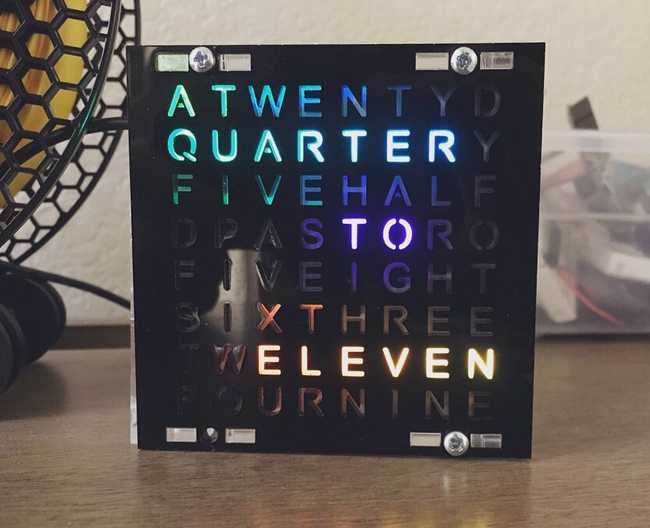 ATWENTYD
QUARTERY
FIVEHALF
DPASTORO
FIVEIGHT
SIXTHREE
TWELEVEN
FOURNINE